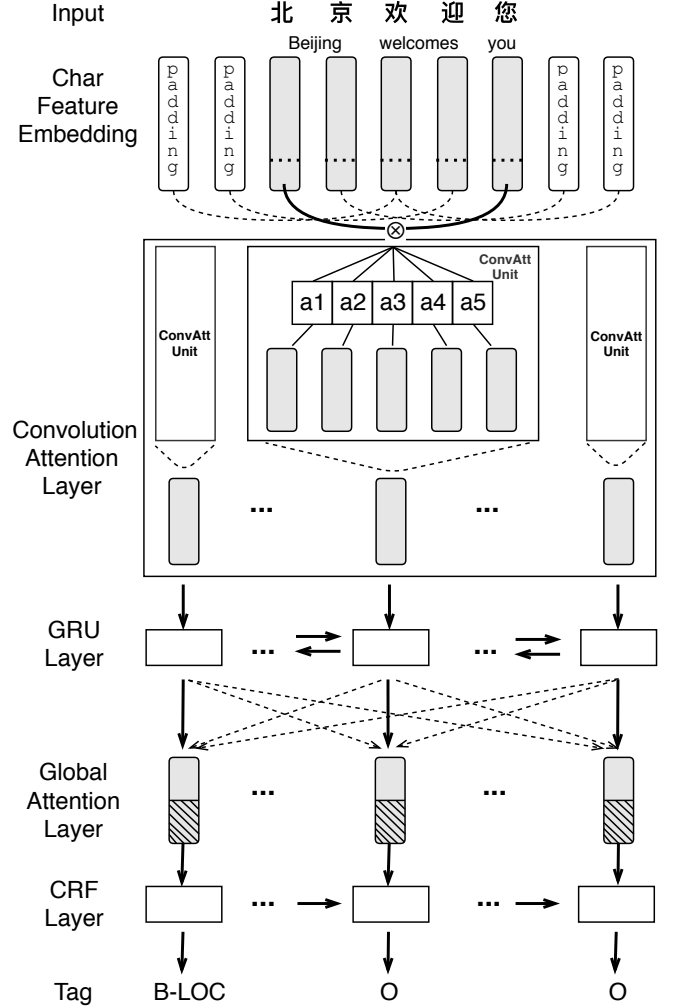 Input 北 京 欢 迎 您
Beijing welcomes you
Char
Feature
Embedding
padding padding padding padding
ConvAtt
Unit
a1 a2 a3 a4 a5
ConvAtt
Unit
ConvAtt
Unit
Convolution
Attention
Layer
... ...
GRU
Layer
... ...
Global
Attention
Layer
... ...
CRF
Layer
... ...
Tag B-LOC O O